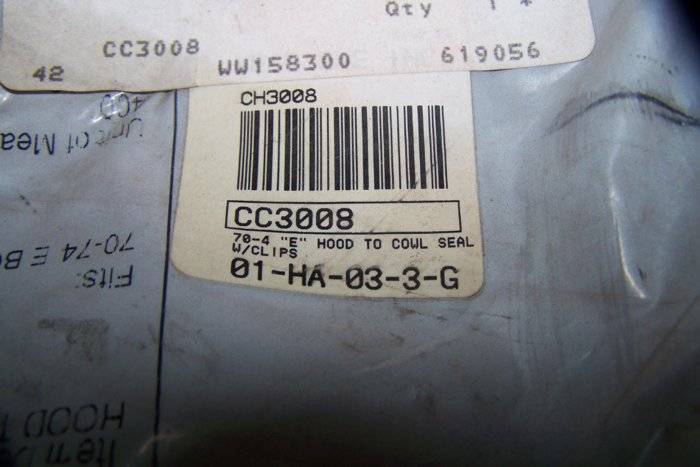 Qty 1 *
42 CC3008 WW158300 619056
CH3008
CC3008
70-4 "E" HOOD TO COWL SEAL
W/CLIPS
01-HA-03-3-G
Item
HOOD
Fits:
70-74 E
Unit of Mea